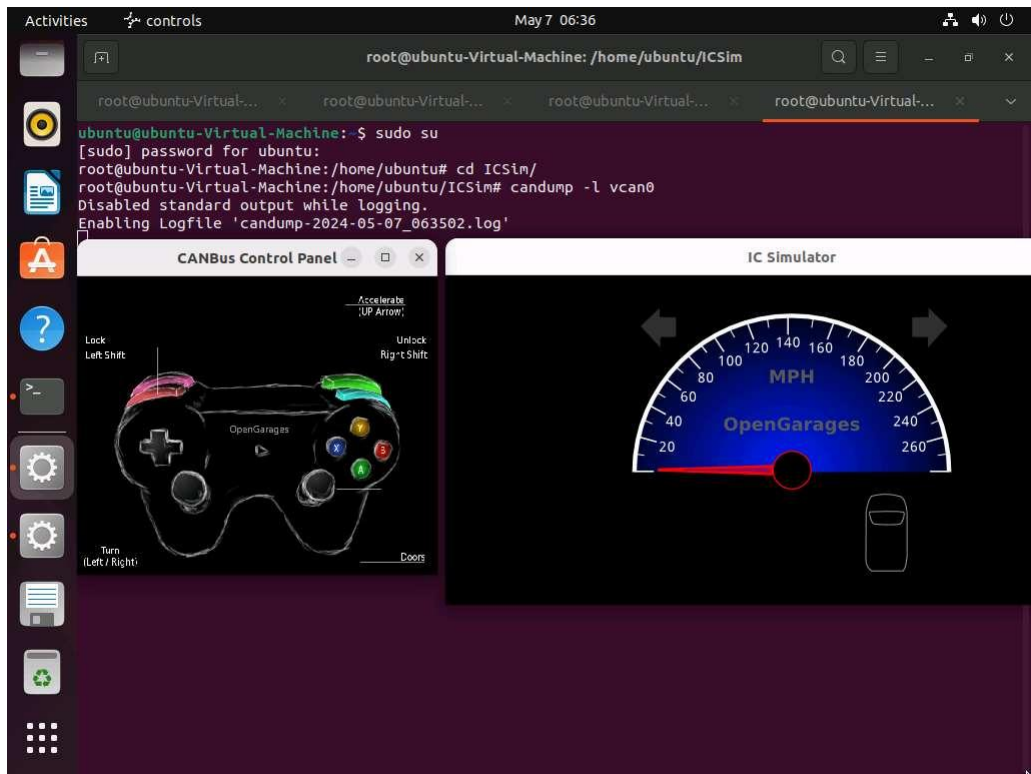 Activities controls May 7 06:36
root@ubuntu-Virtual-Machine: /home/ubuntu/ICSim
root@ubuntu-Virtual-... root@ubuntu-Virtual-... root@ubuntu-Virtual-... root@ubuntu-Virtual-...
ubuntu@ubuntu-Virtual-Machine:~$ sudo su
[sudo] password for ubuntu:
root@ubuntu-Virtual-Machine:/home/ubuntu# cd ICSim/
root@ubuntu-Virtual-Machine:/home/ubuntu/ICSim# candump -l vcan0
Disabled standard output while logging.
Enabling Logfile 'candump-2024-05-07_063502.log'
CANBus Control Panel
Accelerate
(UP Arrow)
Lock
Left Shift
Unlock
Right Shift
OpenGarages
Y
X
B
A
Turn
(Left / Right)
Doors
IC Simulator
20 40 60 80 100 120 140 160 180 200 220 240 260
MPH
OpenGarages